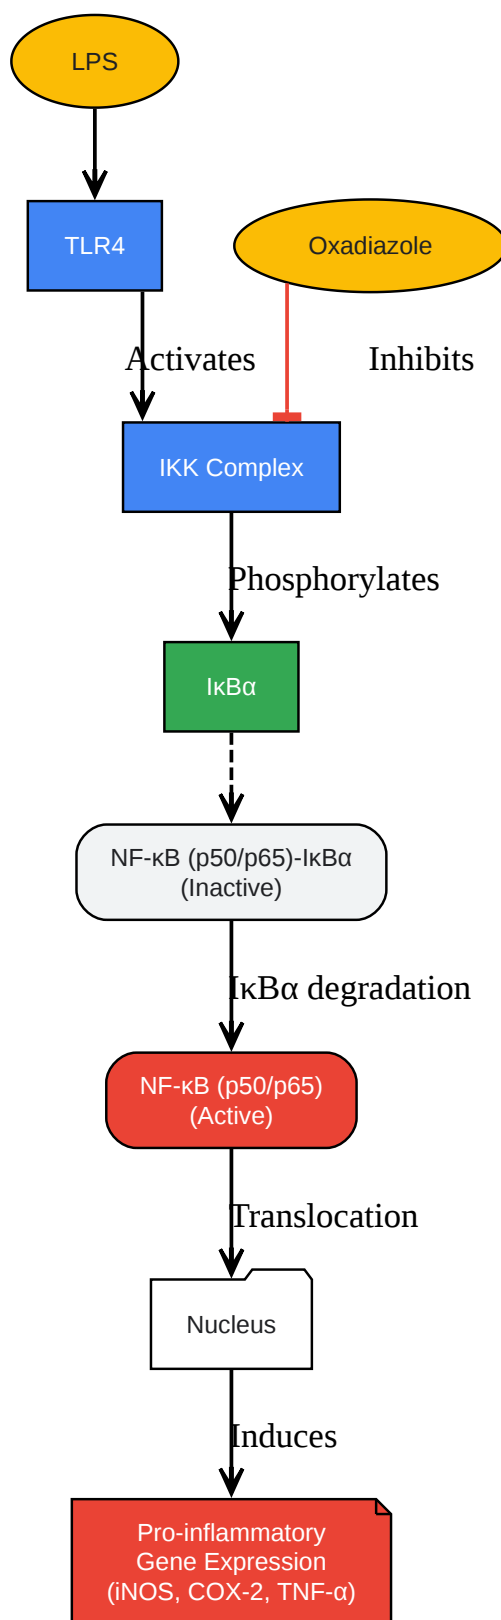 LPS
TLR4
Oxadiazole
Activates
Inhibits
IKK Complex
Phosphorylates
IκBα
NF-κB (p50/p65)-IκBα
(Inactive)
IκBα degradation
NF-κB (p50/p65)
(Active)
Translocation
Nucleus
Induces
Pro-inflammatory
Gene Expression
(iNOS, COX-2, TNF-α)